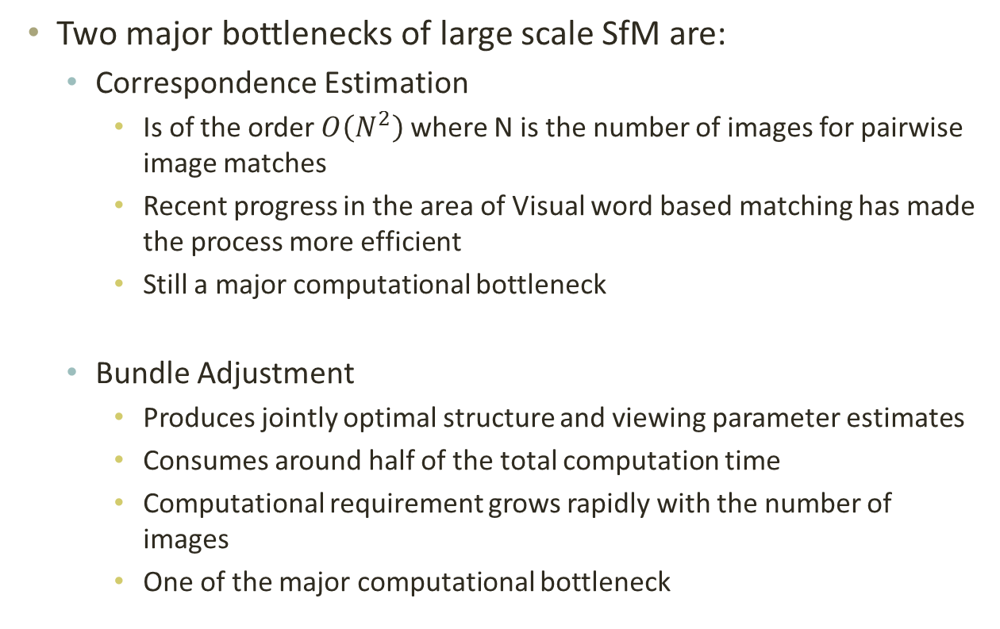 • Two major bottlenecks of large scale SfM are:
• Correspondence Estimation
• Is of the order O(N²) where N is the number of images for pairwise
image matches
• Recent progress in the area of Visual word based matching has made
the process more efficient
• Still a major computational bottleneck
• Bundle Adjustment
• Produces jointly optimal structure and viewing parameter estimates
• Consumes around half of the total computation time
• Computational requirement grows rapidly with the number of
images
• One of the major computational bottleneck